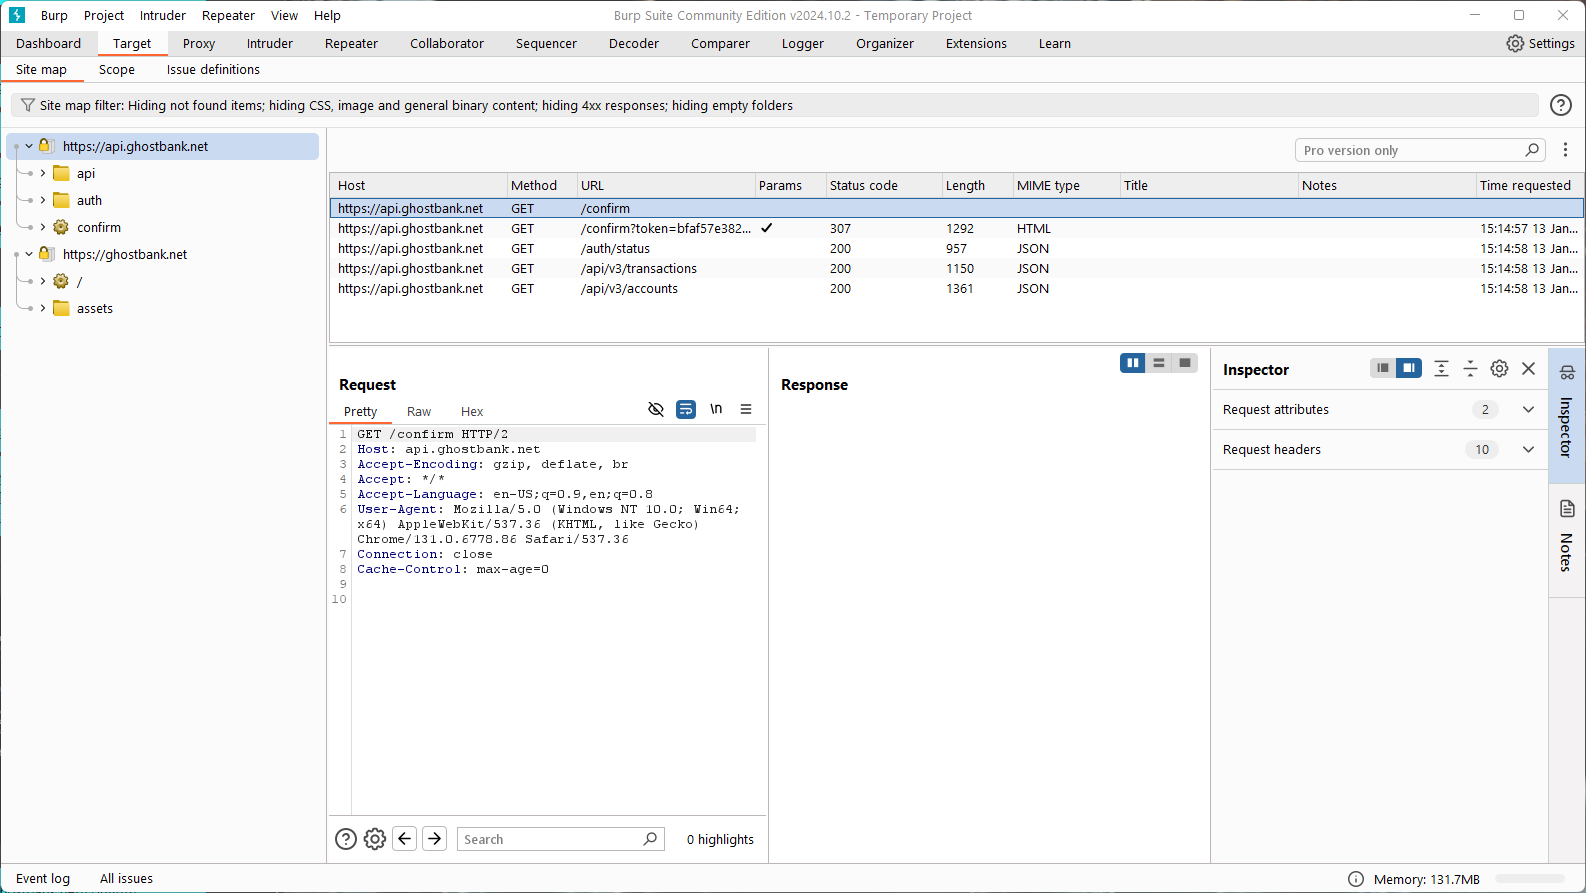 Burp Project Intruder Repeater View Help Burp Suite Community Edition v2024.10.2 - Temporary Project
Dashboard Target Proxy Intruder Repeater Collaborator Sequencer Decoder Comparer Logger Organizer Extensions Learn Settings
Site map Scope Issue definitions
Site map filter: Hiding not found items; hiding CSS, image and general binary content; hiding 4xx responses; hiding empty folders
https://api.ghostbank.net
api
auth
confirm
https://ghostbank.net
/
assets
Pro version only
Host Method URL Params Status code Length MIME type Title Notes Time requested
https://api.ghostbank.net GET /confirm
https://api.ghostbank.net GET /confirm?token=bfaf57e382... ✓ 307 1292 HTML 15:14:57 13 Jan...
https://api.ghostbank.net GET /auth/status 200 957 JSON 15:14:58 13 Jan...
https://api.ghostbank.net GET /api/v3/transactions 200 1150 JSON 15:14:58 13 Jan...
https://api.ghostbank.net GET /api/v3/accounts 200 1361 JSON 15:14:58 13 Jan...
Request
Pretty Raw Hex \n
1 GET /confirm HTTP/2
2 Host: api.ghostbank.net
3 Accept-Encoding: gzip, deflate, br
4 Accept: */*
5 Accept-Language: en-US;q=0.9,en;q=0.8
6 User-Agent: Mozilla/5.0 (Windows NT 10.0; Win64;
x64) AppleWebKit/537.36 (KHTML, like Gecko)
Chrome/131.0.6778.86 Safari/537.36
7 Connection: close
8 Cache-Control: max-age=0
9
10
Search 0 highlights
Response
Inspector
Request attributes 2
Request headers 10
Inspector
Notes
Event log All issues Memory: 131.7MB